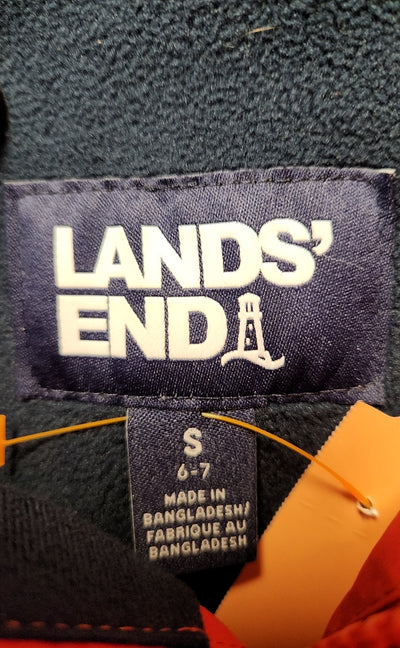 LANDS'
END
S
6-7
MADE IN
BANGLADESH/
FABRIQUE AU
BANGLADESH